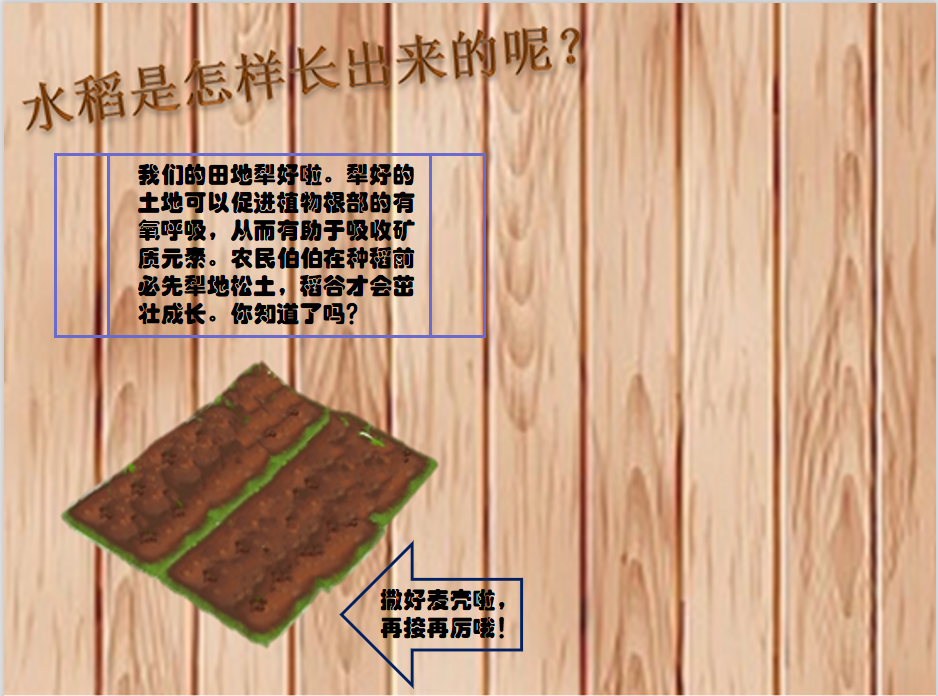 水稻是怎样长出来的呢？
我们的田地犁好啦。犁好的
土地可以促进植物根部的有
氧呼吸，从而有助于吸收矿
质元素。农民伯伯在种稻前
必先犁地松土，稻谷才会茁
壮成长。你知道了吗？
撒好麦壳啦，
再接再厉哦！